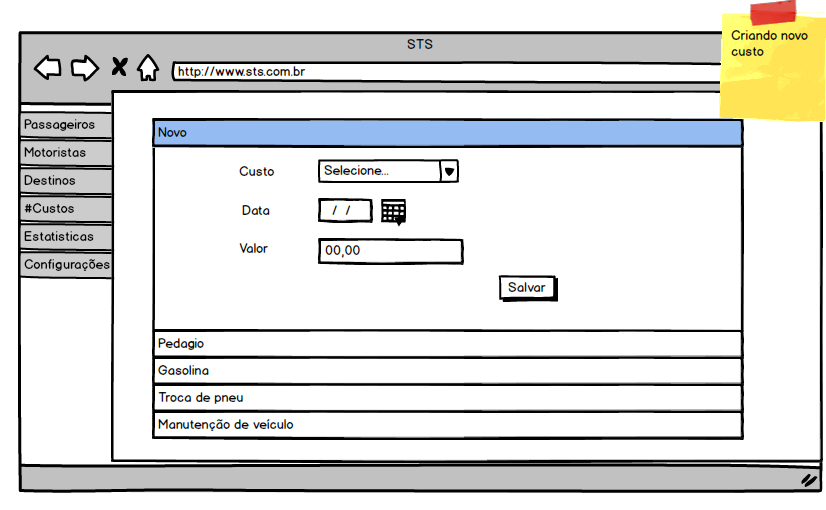 STS
Criando novo
custo
http://www.sts.com.br
Passageiros
Motoristas
Destinos
#Custos
Estatisticas
Configurações
Novo
Custo
Selecione...
Data
/ /
Valor
00,00
Salvar
Pedagio
Gasolina
Troca de pneu
Manutenção de veículo